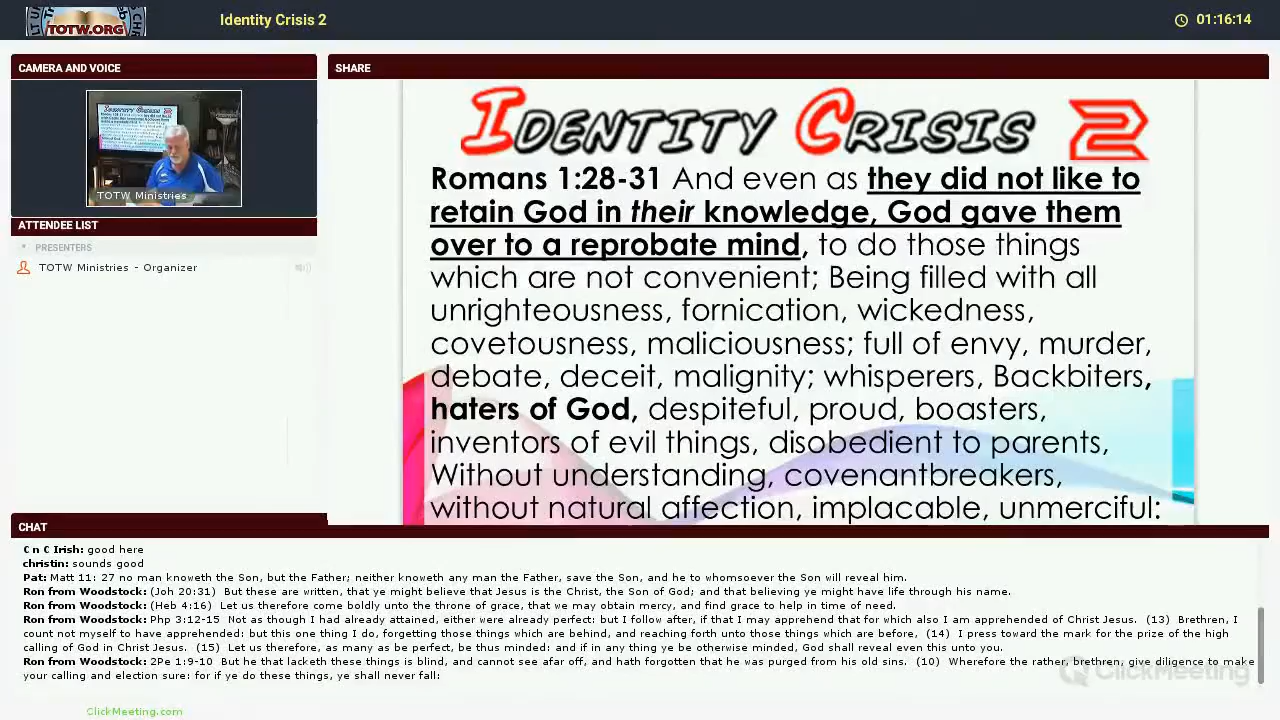 TOTW.ORG
Identity Crisis 2
01:16:14
CAMERA AND VOICE
TOTW Ministries
ATTENDEE LIST
PRESENTERS
TOTW Ministries - Organizer
SHARE
IDENTITY CRISIS 2
Romans 1:28-31 And even as they did not like to
retain God in their knowledge, God gave them
over to a reprobate mind, to do those things
which are not convenient; Being filled with all
unrighteousness, fornication, wickedness,
covetousness, maliciousness; full of envy, murder,
debate, deceit, malignity; whisperers, Backbiters,
haters of God, despiteful, proud, boasters,
inventors of evil things, disobedient to parents,
Without understanding, covenantbreakers,
without natural affection, implacable, unmerciful:
CHAT
C n C Irish: good here
christin: sounds good
Pat: Matt 11: 27 no man knoweth the Son, but the Father; neither knoweth any man the Father, save the Son, and he to whomsoever the Son will reveal him.
Ron from Woodstock: (Joh 20:31) But these are written, that ye might believe that Jesus is the Christ, the Son of God; and that believing ye might have life through his name.
Ron from Woodstock: (Heb 4:16) Let us therefore come boldly unto the throne of grace, that we may obtain mercy, and find grace to help in time of need.
Ron from Woodstock: Php 3:12-15 Not as though I had already attained, either were already perfect: but I follow after, if that I may apprehend that for which also I am apprehended of Christ Jesus. (13) Brethren, I
count not myself to have apprehended: but this one thing I do, forgetting those things which are behind, and reaching forth unto those things which are before, (14) I press toward the mark for the prize of the high
calling of God in Christ Jesus. (15) Let us therefore, as many as be perfect, be thus minded: and if in any thing ye be otherwise minded, God shall reveal even this unto you.
Ron from Woodstock: 2Pe 1:9-10 But he that lacketh these things is blind, and cannot see afar off, and hath forgotten that he was purged from his old sins. (10) Wherefore the rather, brethren, give diligence to make
your calling and election sure: for if ye do these things, ye shall never fall:
ClickMeeting
ClickMeeting.com